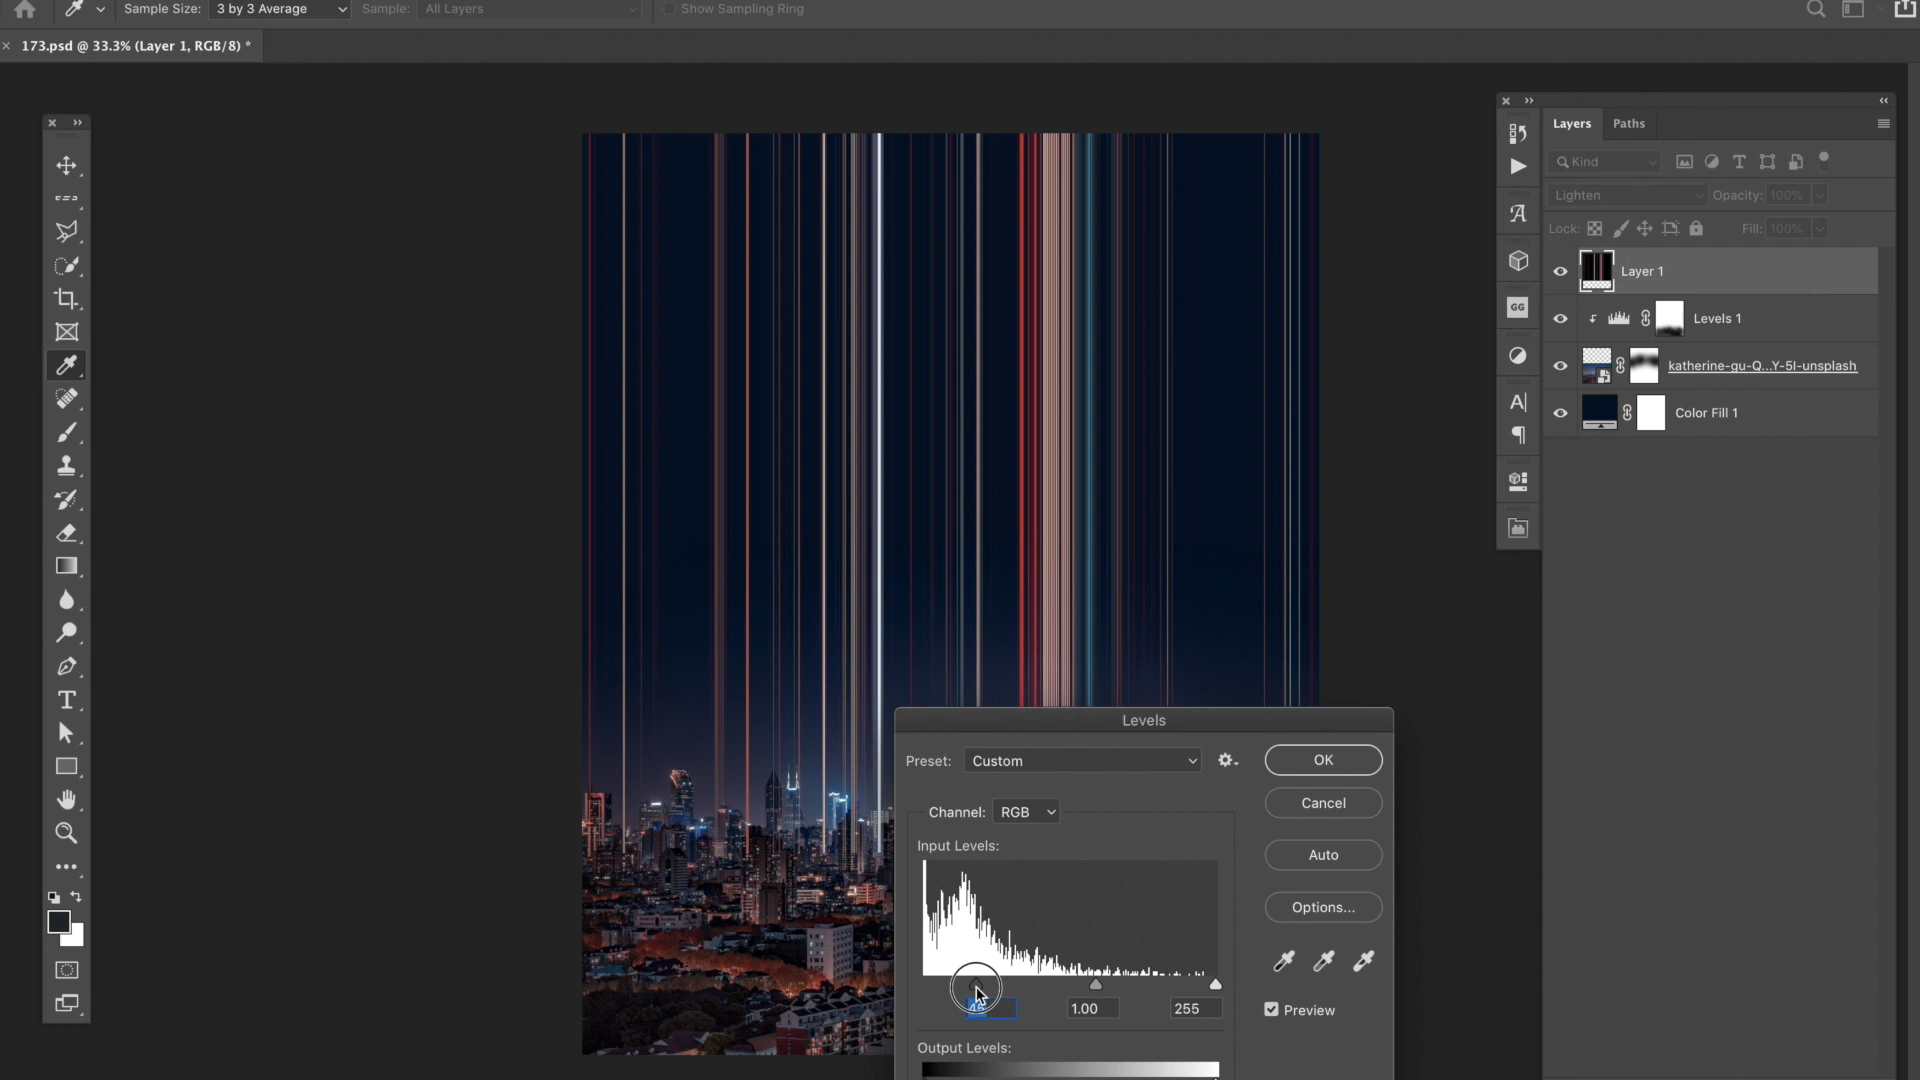 Sample Size: 3 by 3 Average Sample: All Layers Show Sampling Ring
173.psd @ 33.3% (Layer 1, RGB/8) *
Layers Paths
Kind
Lighten Opacity: 100%
Lock: Fill: 100%
Layer 1
Levels 1
katherine-gu-Q...Y-5I-unsplash
Color Fill 1
GG
Levels
Preset: Custom
OK
Cancel
Channel: RGB
Input Levels:
Auto
Options...
1.00 255
Preview
Output Levels: